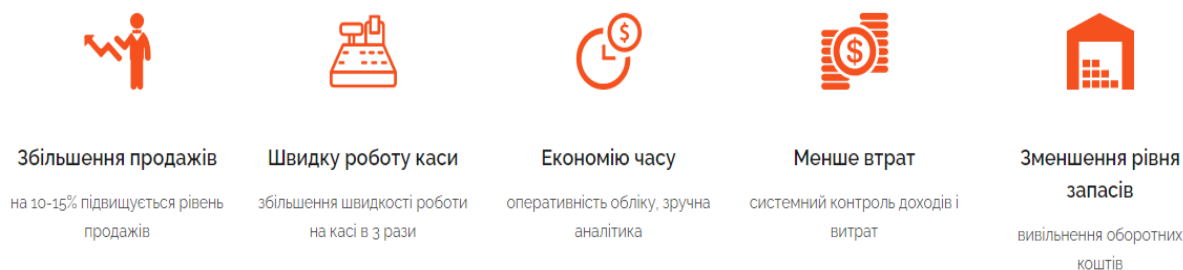 Збільшення продажів
на 10-15% підвищується рівень
продажів
Швидку роботу каси
збільшення швидкості роботи
на касі в 3 рази
Економію часу
оперативність обліку, зручна
аналітика
Менше втрат
системний контроль доходів і
витрат
Зменшення рівня
запасів
вивільнення оборотних
коштів